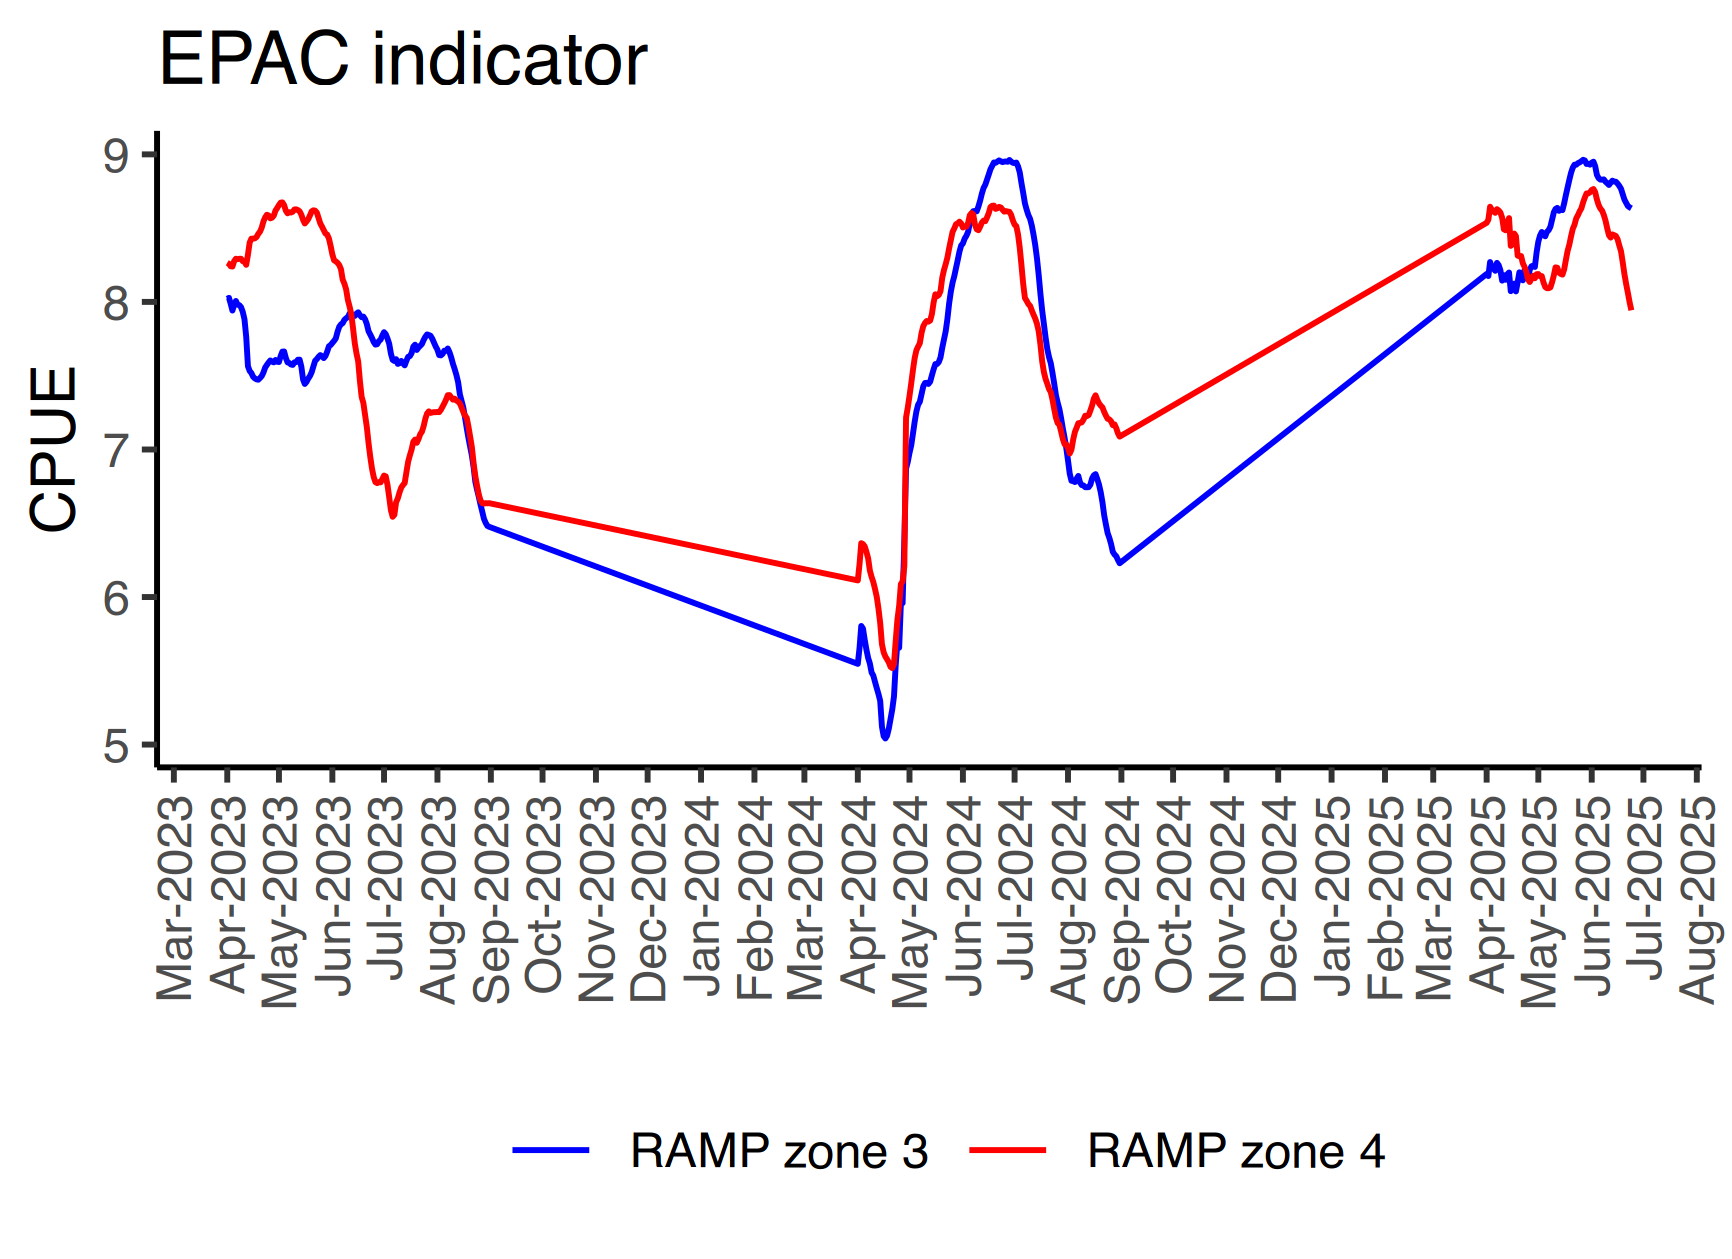 EPAC indicator
CPUE
9
8
7
6
5
Mar-2023
Apr-2023
May-2023
Jun-2023
Jul-2023
Aug-2023
Sep-2023
Oct-2023
Nov-2023
Dec-2023
Jan-2024
Feb-2024
Mar-2024
Apr-2024
May-2024
Jun-2024
Jul-2024
Aug-2024
Sep-2024
Oct-2024
Nov-2024
Dec-2024
Jan-2025
Feb-2025
Mar-2025
Apr-2025
May-2025
Jun-2025
Jul-2025
Aug-2025
RAMP zone 3
RAMP zone 4